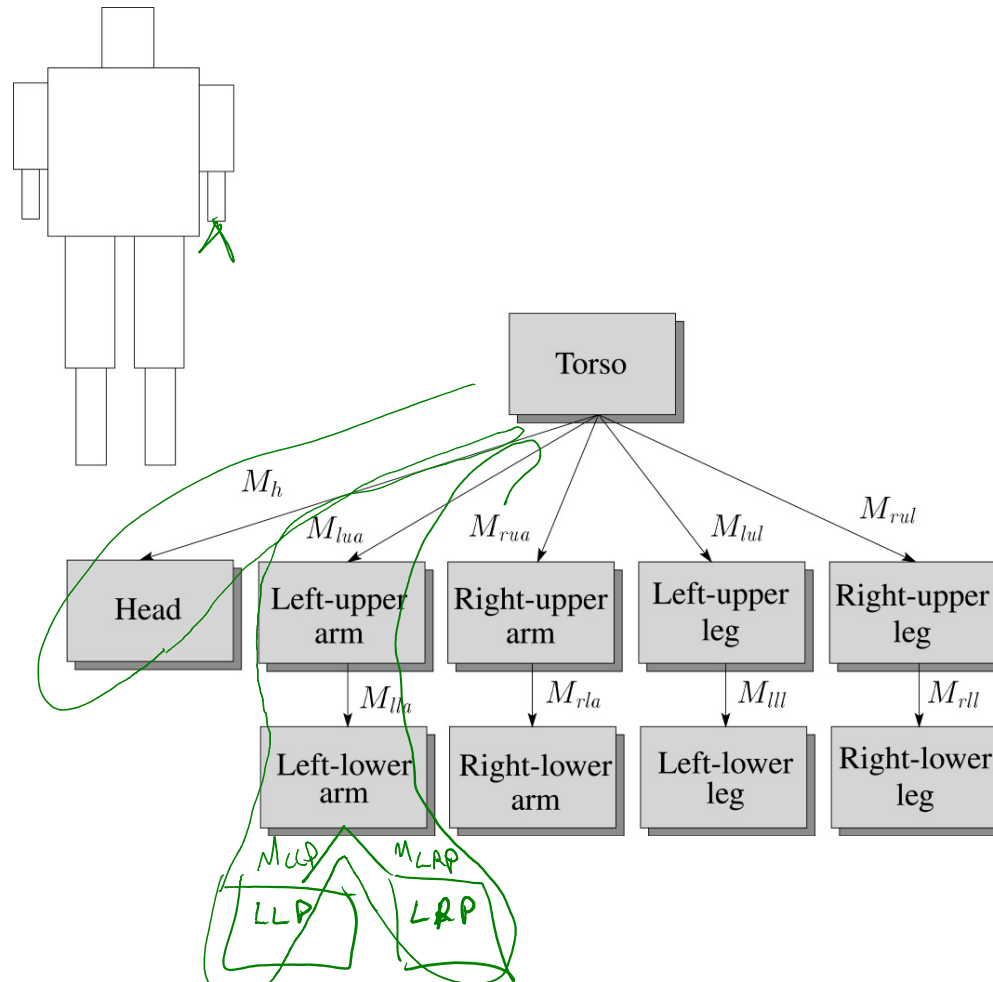 Torso
M_h
M_lua
M_rua
M_lul
M_rul
Head
Left-upper
arm
Right-upper
arm
Left-upper
leg
Right-upper
leg
M_lla
M_rla
M_lll
M_rll
Left-lower
arm
Right-lower
arm
Left-lower
leg
Right-lower
leg
M_LLP
M_LRP
LLP
LRP